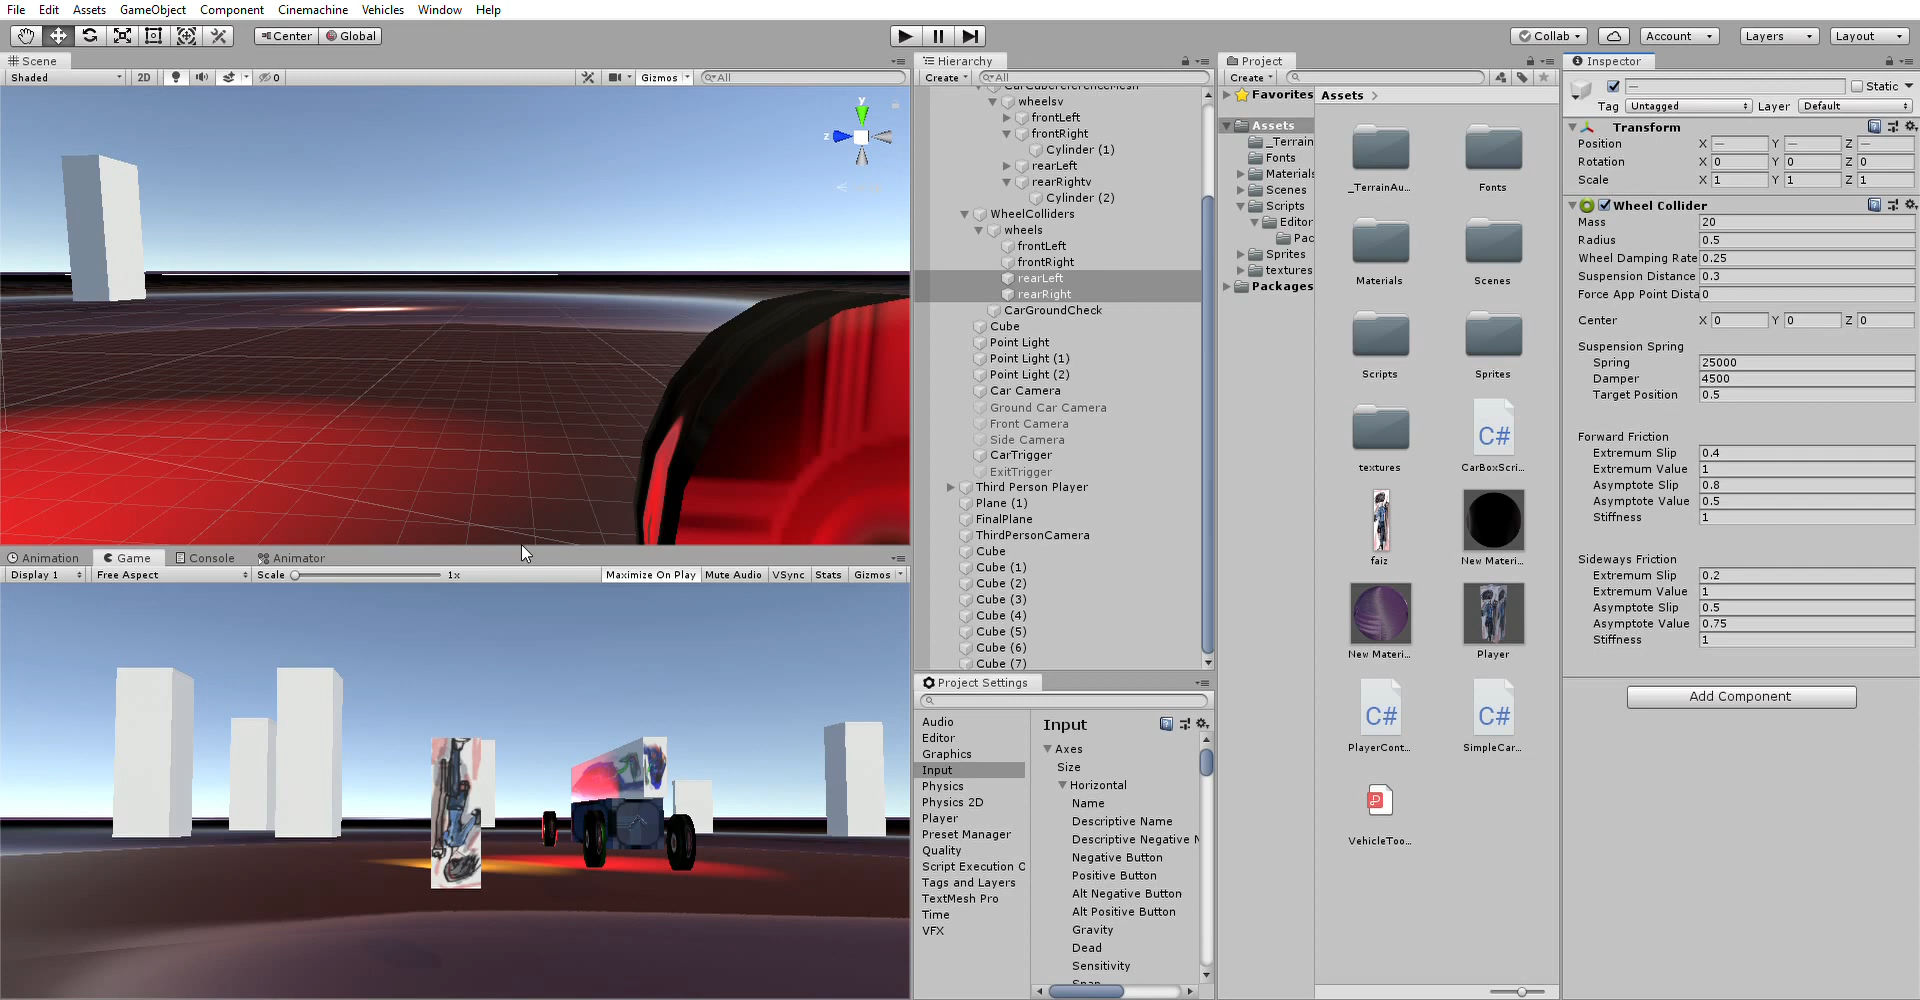 File Edit Assets GameObject Component Cinemachine Vehicles Window Help
Center Global Collab Account Layers Layout
Scene
Shaded 2D 0 Gizmos All
y
z
Animation Game Console Animator
Display 1 Free Aspect Scale 1x Maximize On Play Mute Audio VSync Stats Gizmos
Hierarchy
Create All
wheelsv
frontLeft
frontRight
Cylinder (1)
rearLeft
rearRightv
Cylinder (2)
WheelColliders
wheels
frontLeft
frontRight
rearLeft
rearRight
CarGroundCheck
Cube
Point Light
Point Light (1)
Point Light (2)
Car Camera
Ground Car Camera
Front Camera
Side Camera
CarTrigger
ExitTrigger
Third Person Player
Plane (1)
FinalPlane
ThirdPersonCamera
Cube
Cube (1)
Cube (2)
Cube (3)
Cube (4)
Cube (5)
Cube (6)
Cube (7)
Project Settings
Audio
Editor
Graphics
Input
Physics
Physics 2D
Player
Preset Manager
Quality
Script Execution O
Tags and Layers
TextMesh Pro
Time
VFX
Input
Axes
Size
Horizontal
Name
Descriptive Name
Descriptive Negative N
Negative Button
Positive Button
Alt Negative Button
Alt Positive Button
Gravity
Dead
Sensitivity
Project
Create
Favorites
Assets
_Terrain
Fonts
Materials
Scenes
Scripts
Editor
Pac
Sprites
textures
Packages
Assets
_TerrainAu... Fonts
Materials Scenes
Scripts Sprites
textures C# CarBoxScri...
faiz New Materi...
New Materi... Player
C# C#
PlayerCont... SimpleCar...
VehicleToo...
Inspector
— Static
Tag Untagged Layer Default
Transform
Position X — Y — Z —
Rotation X 0 Y 0 Z 0
Scale X 1 Y 1 Z 1
Wheel Collider
Mass 20
Radius 0.5
Wheel Damping Rate 0.25
Suspension Distance 0.3
Force App Point Dista 0
Center X 0 Y 0 Z 0
Suspension Spring
Spring 25000
Damper 4500
Target Position 0.5
Forward Friction
Extremum Slip 0.4
Extremum Value 1
Asymptote Slip 0.8
Asymptote Value 0.5
Stiffness 1
Sideways Friction
Extremum Slip 0.2
Extremum Value 1
Asymptote Slip 0.5
Asymptote Value 0.75
Stiffness 1
Add Component